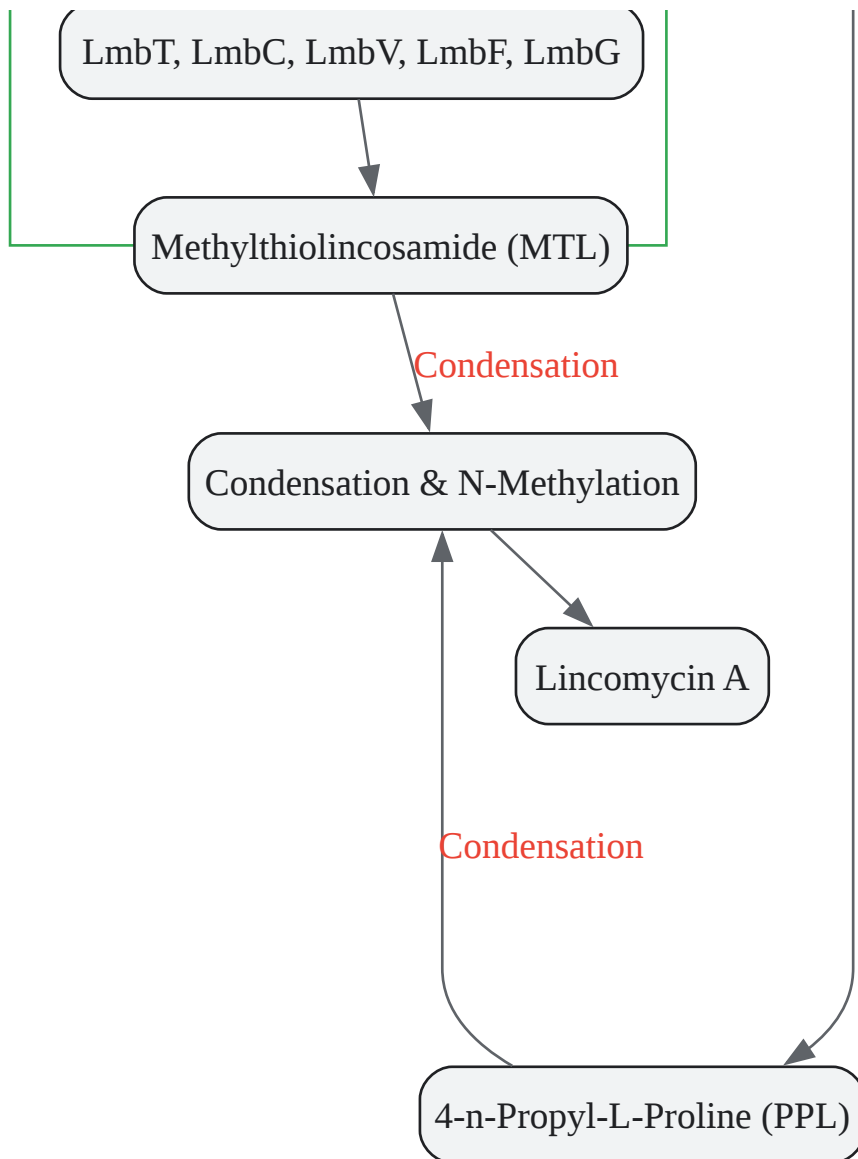 LmbT, LmbC, LmbV, LmbF, LmbG
Methylthiolincosamide (MTL)
Condensation
Condensation & N-Methylation
Lincomycin A
Condensation
4-n-Propyl-L-Proline (PPL)